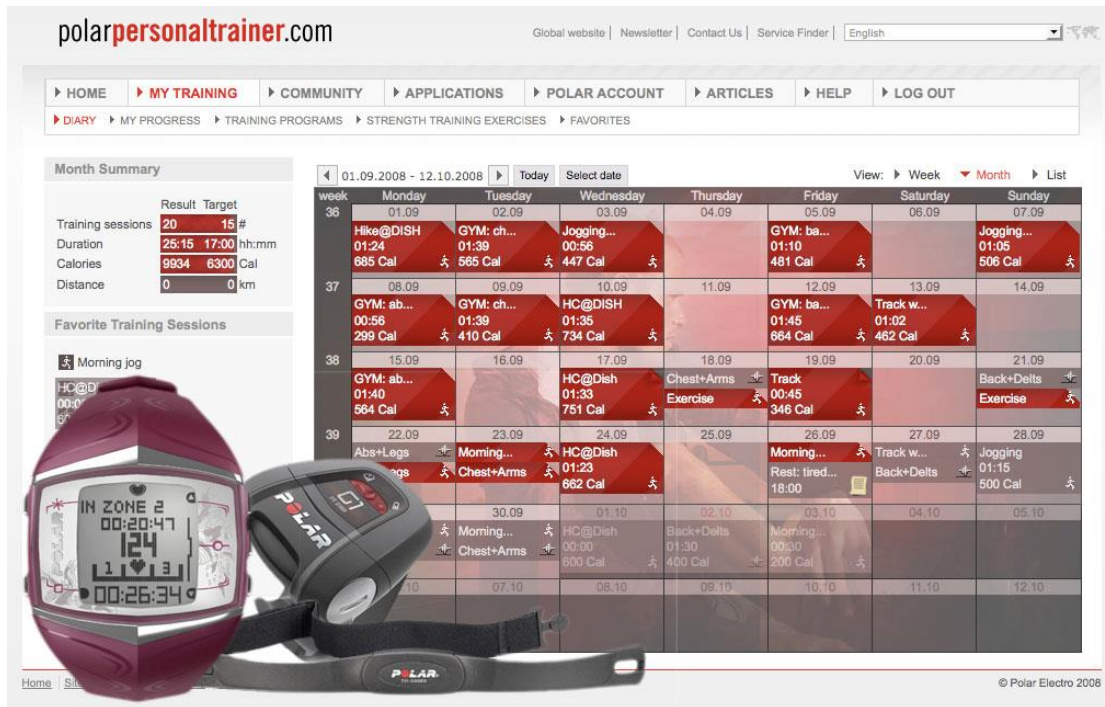 polarpersonaltrainer.com
Global website | Newsletter | Contact Us | Service Finder | English
HOME MY TRAINING COMMUNITY APPLICATIONS POLAR ACCOUNT ARTICLES HELP LOG OUT
DIARY MY PROGRESS TRAINING PROGRAMS STRENGTH TRAINING EXERCISES FAVORITES
Month Summary
Result Target
Training sessions 20 15 #
Duration 25:15 17:00 hh:mm
Calories 9934 6300 Cal
Distance 0 0 km
Favorite Training Sessions
Morning jog
01.09.2008 - 12.10.2008 Today Select date View: Week Month List
week Monday Tuesday Wednesday Thursday Friday Saturday Sunday
36 01.09 02.09 03.09 04.09 05.09 06.09 07.09
Hike@DISH GYM: ch... Jogging... GYM: ba... Jogging...
01:24 01:39 00:56 01:10 01:05
685 Cal 565 Cal 447 Cal 481 Cal 506 Cal
37 08.09 09.09 10.09 11.09 12.09 13.09 14.09
GYM: ab... GYM: ch... HC@DISH GYM: ba... Track w...
00:56 01:39 01:35 01:45 01:02
299 Cal 410 Cal 734 Cal 664 Cal 462 Cal
38 15.09 16.09 17.09 18.09 19.09 20.09 21.09
GYM: ab... HC@Dish Chest+Arms Track Back+Delts
01:40 01:33 Exercise 00:45 Exercise
564 Cal 751 Cal 346 Cal
39 22.09 23.09 24.09 25.09 26.09 27.09 28.09
Abs+Legs Morning... HC@Dish Morning... Track w... Jogging
Chest+Arms 01:23 Rest: tired... Back+Delts 01:15
662 Cal 18:00 500 Cal
30.09 01.10 02.10 03.10 04.10 05.10
Morning... HC@Dish Back+Delts Morning...
Chest+Arms 00:00 01:30 00:30
600 Cal 400 Cal 200 Cal
07.10 08.10 09.10 10.10 11.10 12.10
IN ZONE 2
00:20:47
124
1 3
00:26:34
POLAR
G1
POLAR
Home
© Polar Electro 2008